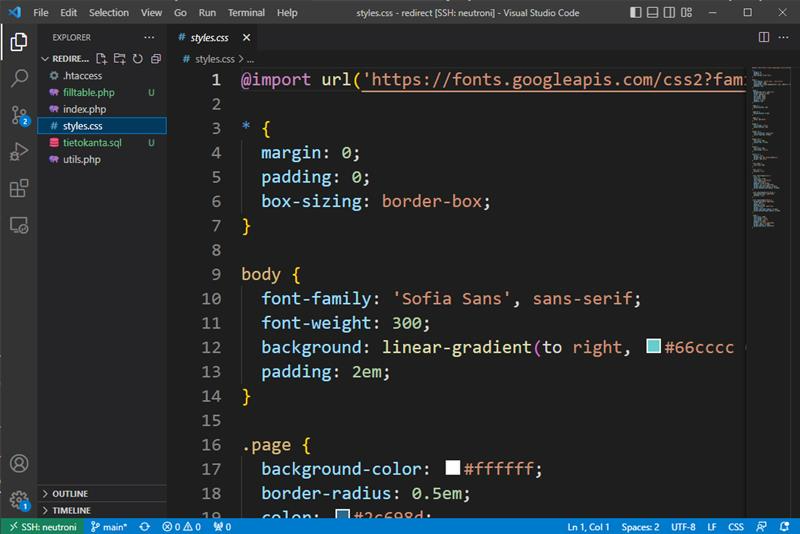 File Edit Selection View Go Run Terminal Help styles.css - redirect [SSH: neutroni] - Visual Studio Code
EXPLORER ...
REDIRE...
.htaccess
filltable.php U
index.php
# styles.css
tietokanta.sql U
utils.php
OUTLINE
TIMELINE
2
1
# styles.css
# styles.css > ...
1 @import url('https://fonts.googleapis.com/css2?fami
2
3 * {
4 margin: 0;
5 padding: 0;
6 box-sizing: border-box;
7 }
8
9 body {
10 font-family: 'Sofia Sans', sans-serif;
11 font-weight: 300;
12 background: linear-gradient(to right, #66cccc
13 padding: 2em;
14 }
15
16 .page {
17 background-color: #ffffff;
18 border-radius: 0.5em;
19 color: #2c698d;
SSH: neutroni main* 0 0 0 Ln 1, Col 1 Spaces: 2 UTF-8 LF CSS